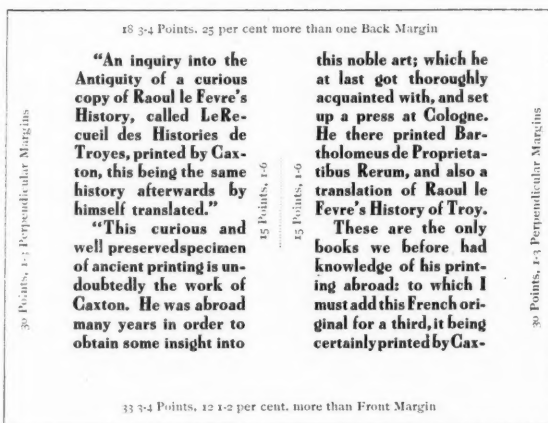 18 3-4 Points. 25 per cent more than one Back Margin
30 Points, 1-3 Perpendicular Margins
"An inquiry into the
Antiquity of a curious
copy of Raoul le Fevre's
History, called LeRe-
cueil des Histories de
Troyes, printed by Cax-
ton, this being the same
history afterwards by
himself translated."
"This curious and
well preservedspecimen
of ancient printing is un-
doubtedly the work of
Caxton. He was abroad
many years in order to
obtain some insight into
15 Points, 1-6
15 Points, 1-6
this noble art; which he
at last got thoroughly
acquainted with, and set
up a press at Cologne.
He there printed Bar-
tholomeus de Proprieta-
tibus Rerum, and also a
translation of Raoul le
Fevre's History of Troy.
These are the only
books we before had
knowledge of his print-
ing abroad: to which I
must add this French ori-
ginal for a third, it being
certainly printed by Cax-
30 Points, 1-3 Perpendicular Margins
33 3-4 Points. 12 1-2 per cent. more than Front Margin